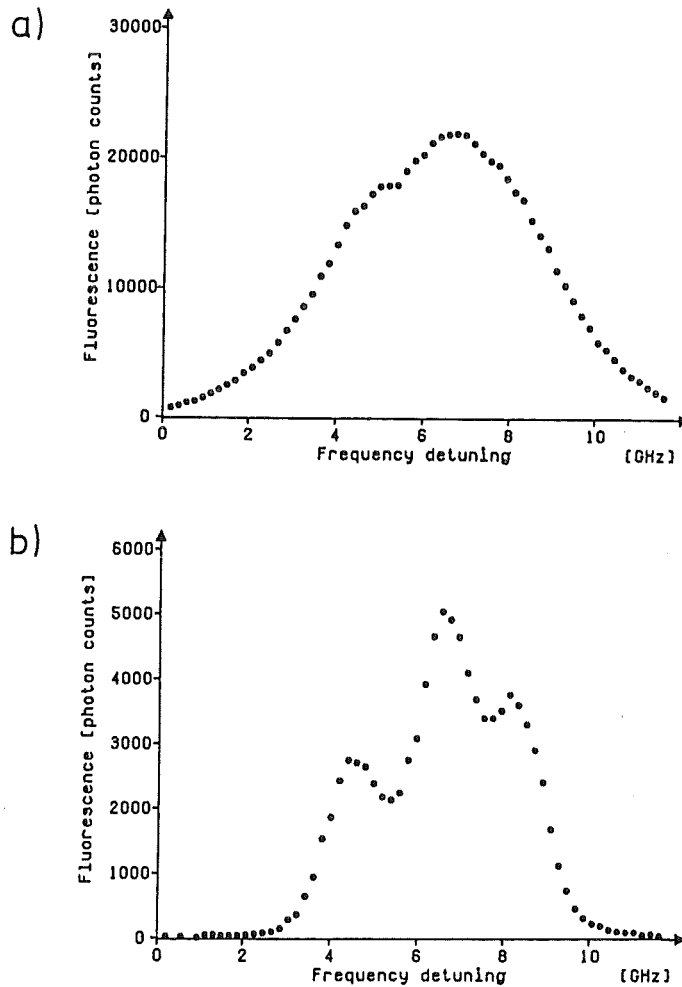 a)
30000
20000
10000
0
Fluorescence [photon counts]
0 2 4 6 8 10
Frequency detuning [GHz]
b)
6000
5000
4000
3000
2000
1000
0
Fluorescence [photon counts]
0 2 4 6 8 10
Frequency detuning [GHz]